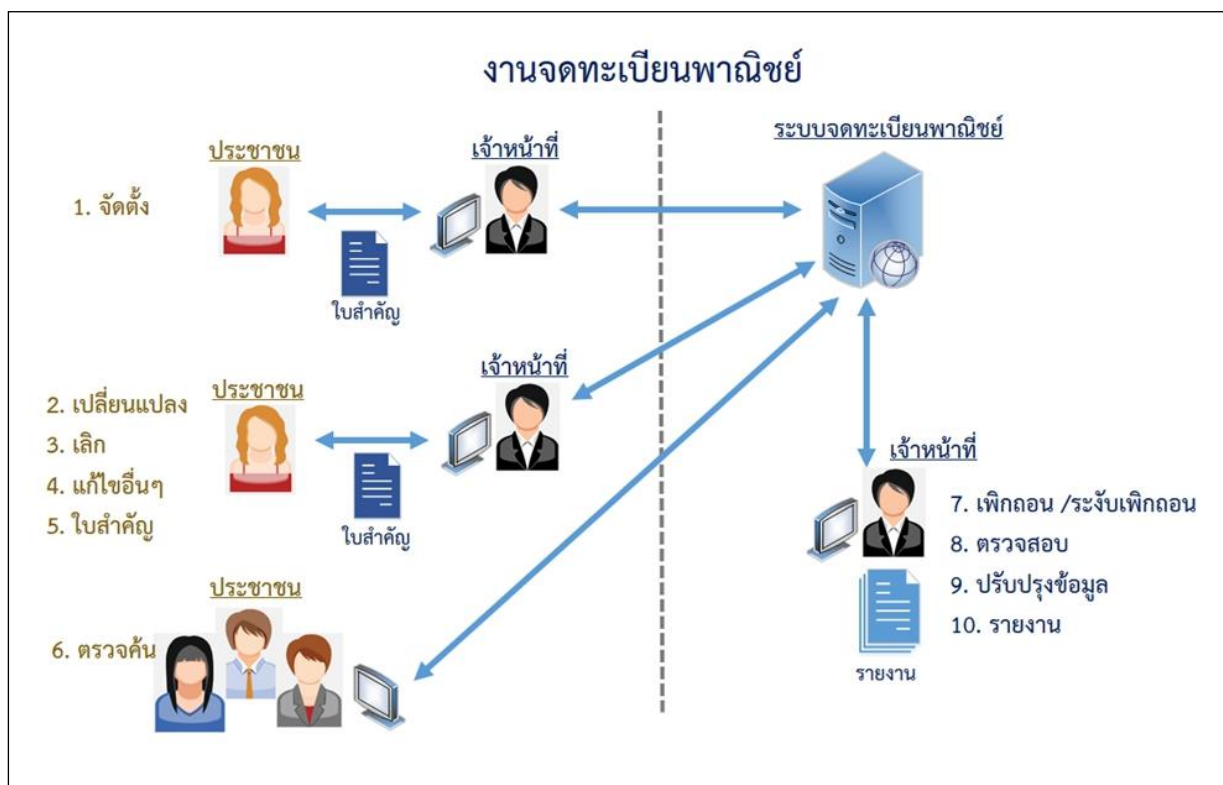 งานจดทะเบียนพาณิชย์
ระบบจดทะเบียนพาณิชย์
ประชาชน
เจ้าหน้าที่
1. จัดตั้ง
ใบสำคัญ
ประชาชน
เจ้าหน้าที่
2. เปลี่ยนแปลง
3. เลิก
4. แก้ไขอื่นๆ
5. ใบสำคัญ
ใบสำคัญ
ประชาชน
6. ตรวจค้น
เจ้าหน้าที่
7. เพิกถอน /ระงับเพิกถอน
8. ตรวจสอบ
9. ปรับปรุงข้อมูล
10. รายงาน
รายงาน